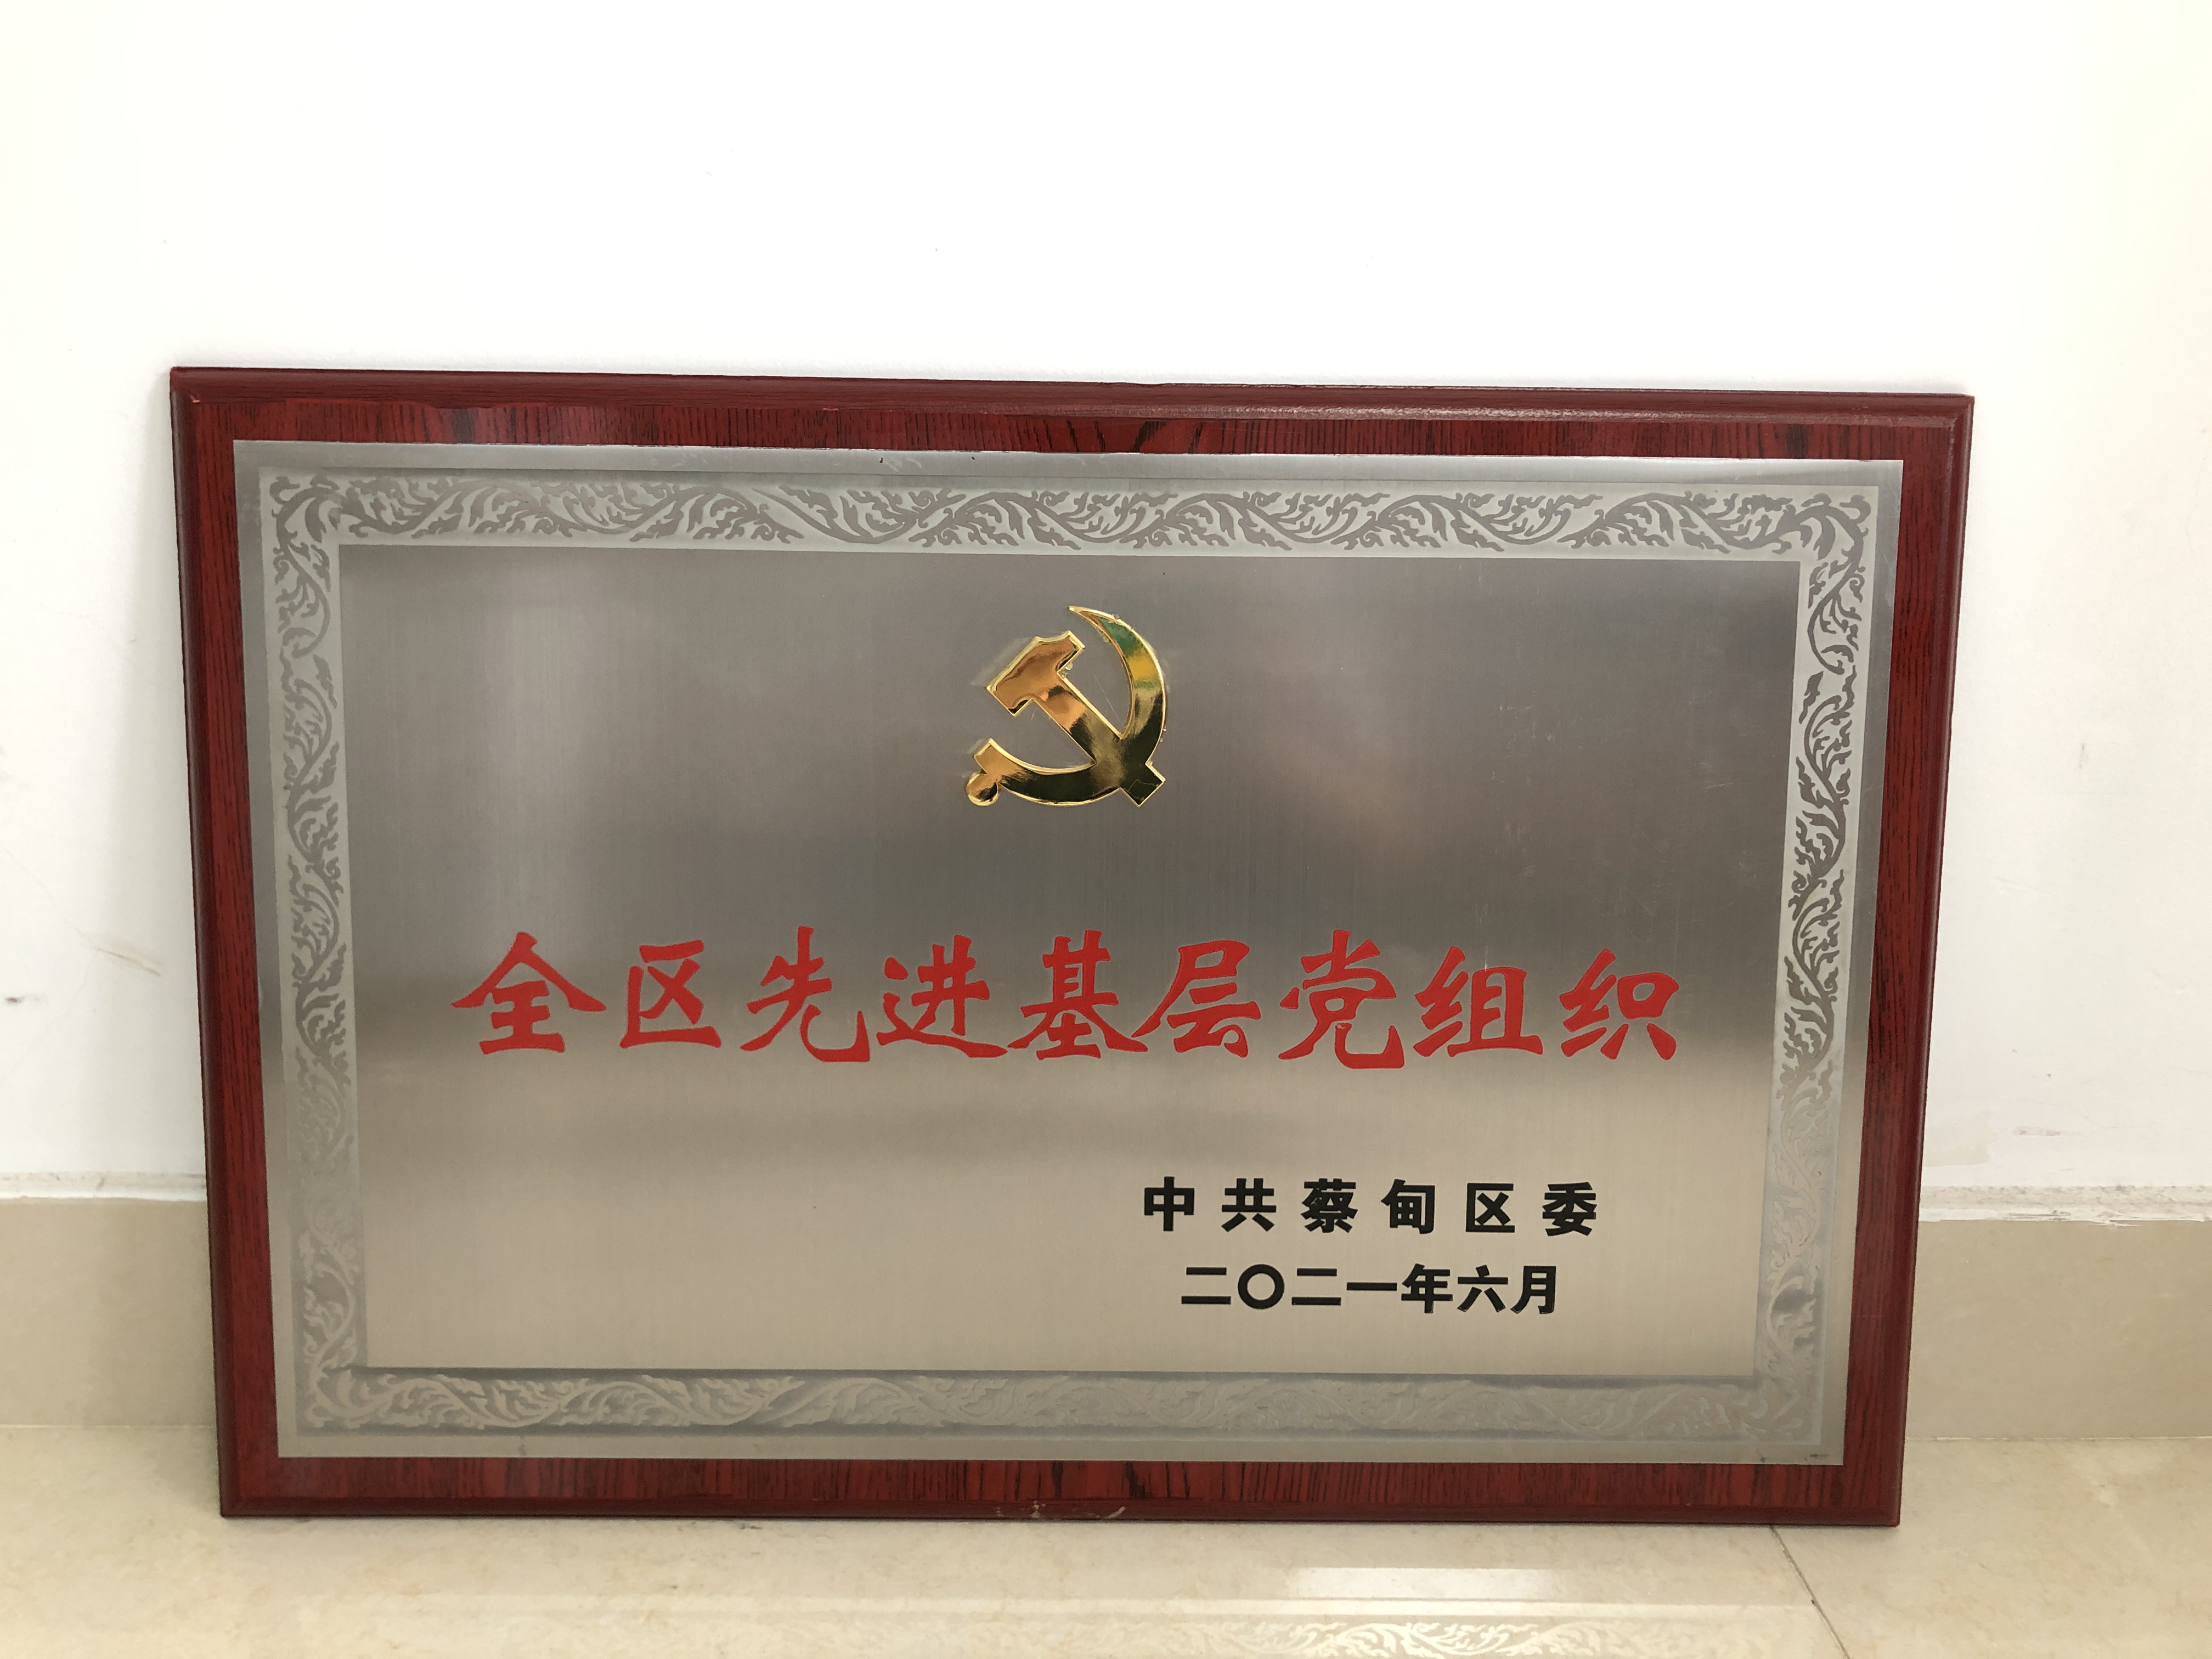 全区先进基层党组织
中共蔡甸区委
二〇二一年六月